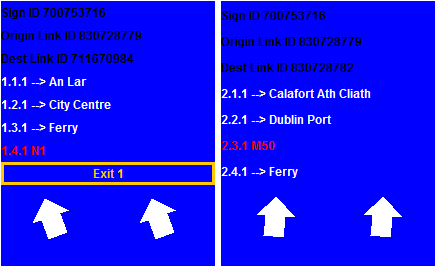 Sign ID 700753716
Origin Link ID 830728779
Best Link ID 711670984
1.1.1 --> An Lar
1.2.1 --> City Centre
1.3.1 --> Ferry
1.4.1 N1
Exit 1
Sign ID 700753716
Origin Link ID 830728779
Best Link ID 830728782
2.1.1 --> Calafort Ath Cliath
2.2.1 --> Dublin Port
2.3.1 M50
2.4.1 --> Ferry